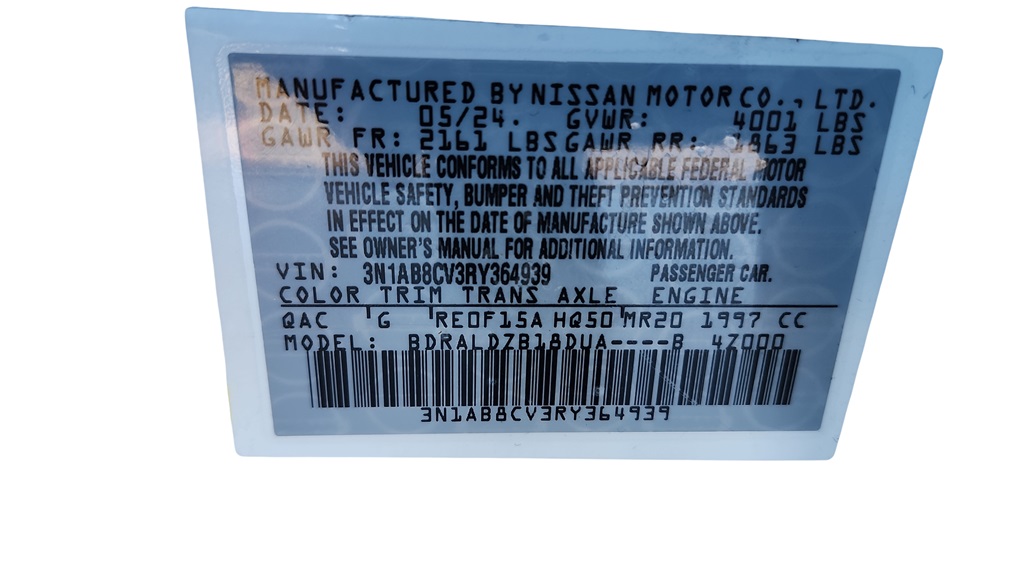 MANUFACTURED BY NISSAN MOTOR CO., LTD.
DATE: 05/24. GVWR: 4001 LBS
GAWR FR: 2161 LBS GAWR RR: 1863 LBS
THIS VEHICLE CONFORMS TO ALL APPLICABLE FEDERAL MOTOR
VEHICLE SAFETY, BUMPER AND THEFT PREVENTION STANDARDS
IN EFFECT ON THE DATE OF MANUFACTURE SHOWN ABOVE.
SEE OWNER'S MANUAL FOR ADDITIONAL INFORMATION.
VIN: 3N1AB8CV3RY364939 PASSENGER CAR.
COLOR TRIM TRANS AXLE ENGINE
QAC G RE0F15A HQ50 MR20 1997 CC
MODEL: BDRALDZB18DUA----B 4Z000
3N1AB8CV3RY364939